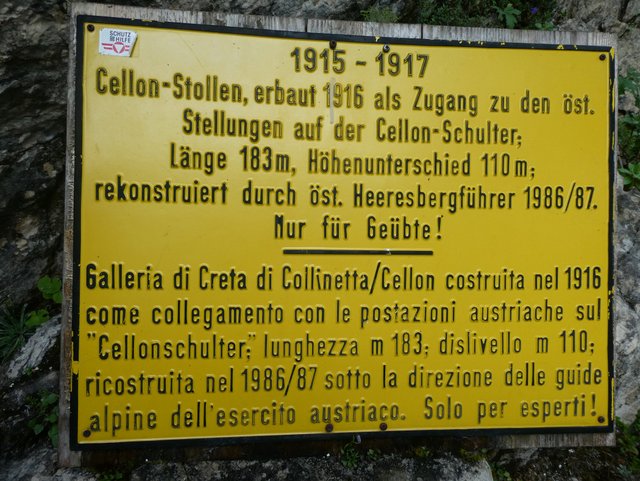 SCHUTZ
& HILFE
1915 - 1917
Cellon-Stollen, erbaut 1916 als Zugang zu den öst.
Stellungen auf der Cellon-Schulter;
Länge 183m, Höhenunterschied 110m;
rekonstruiert durch öst. Heeresbergführer 1986/87.
Nur für Geübte!
Galleria di Creta di Collinetta/Cellon costruita nel 1916
come collegamento con le postazioni austriache sul
"Cellonschulter;" lunghezza m 183; dislivello m 110;
ricostruita nel 1986/87 sotto la direzione delle guide
alpine dell'esercito austriaco. Solo per esperti!